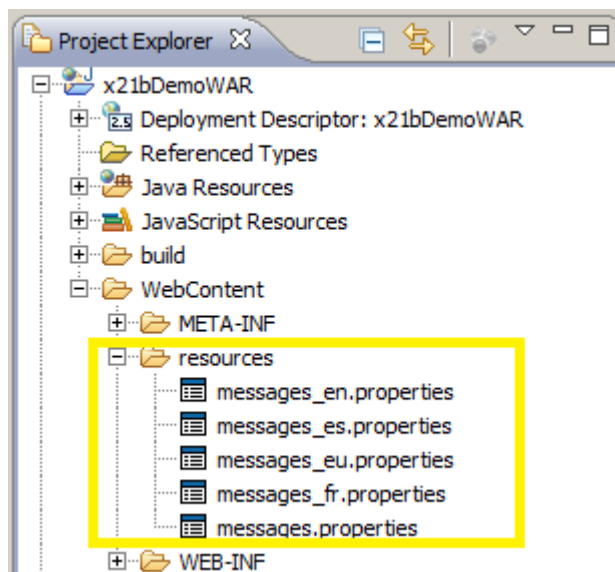 Project Explorer
x21bDemoWAR
2.5 Deployment Descriptor: x21bDemoWAR
Referenced Types
Java Resources
JavaScript Resources
build
WebContent
META-INF
resources
messages_en.properties
messages_es.properties
messages_eu.properties
messages_fr.properties
messages.properties
WEB-INF